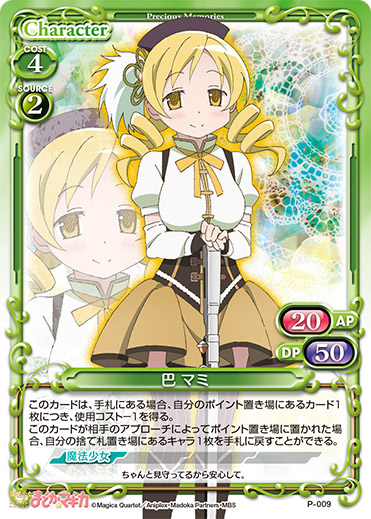 Precious Memories
Character
COST
4
SOURCE
2
20 AP
DP 50
巴 マミ
このカードは、手札にある場合、自分のポイント置き場にあるカード1
枚につき、使用コスト－1を得る。
このカードが相手のアプローチによってポイント置き場に置かれた場
合、自分の捨て札置き場にあるキャラ1枚を手札に戻すことができる。
魔法少女
ちゃんと見守ってるから安心して。
魔法少女
まどか☆マギカ
©Magica Quartet／Aniplex・Madoka Partners・MBS
P-009